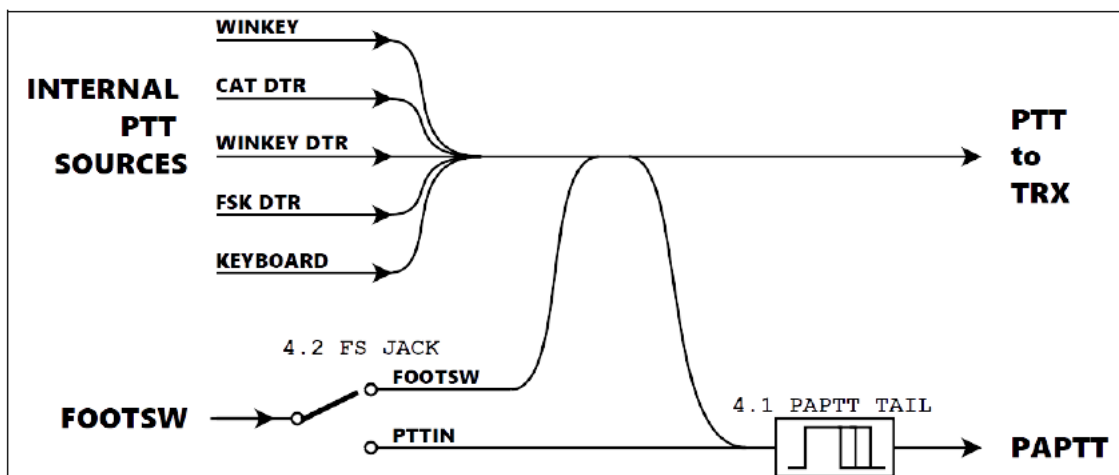 WINKEY
CAT DTR
WINKEY DTR
FSK DTR
KEYBOARD
INTERNAL
PTT
SOURCES
PTT
to
TRX
4.2 FS JACK
FOOTSW
FOOTSW
PTTIN
4.1 PAPTT TAIL
PAPTT